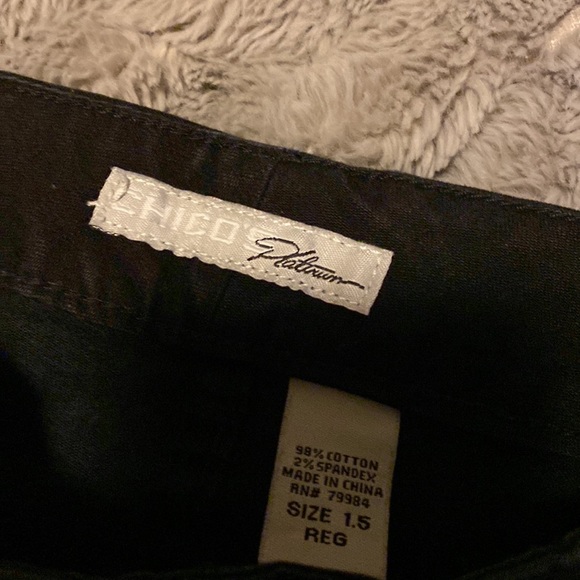 CHICO'S
Platinum
98% COTTON
2% SPANDEX
MADE IN CHINA
RN# 79984
SIZE 1.5
REG